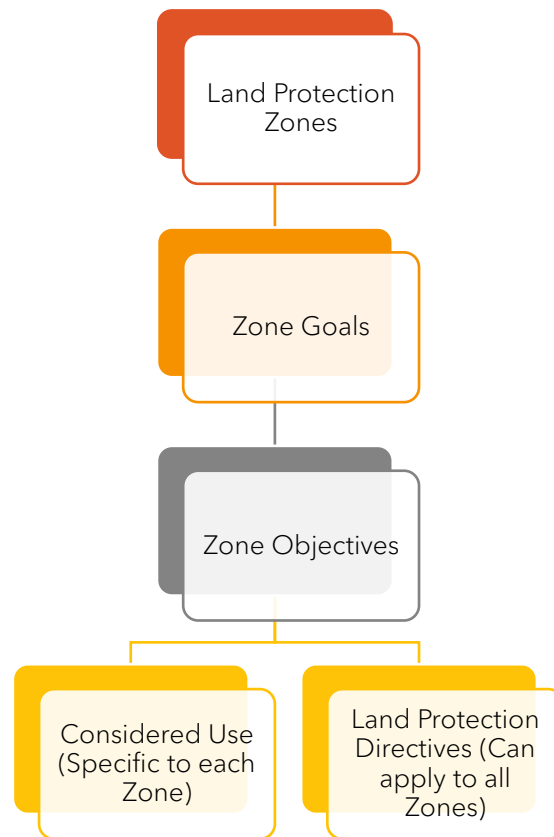 Land Protection
Zones
Zone Goals
Zone Objectives
Considered Use
(Specific to each
Zone)
Land Protection
Directives (Can
apply to all
Zones)